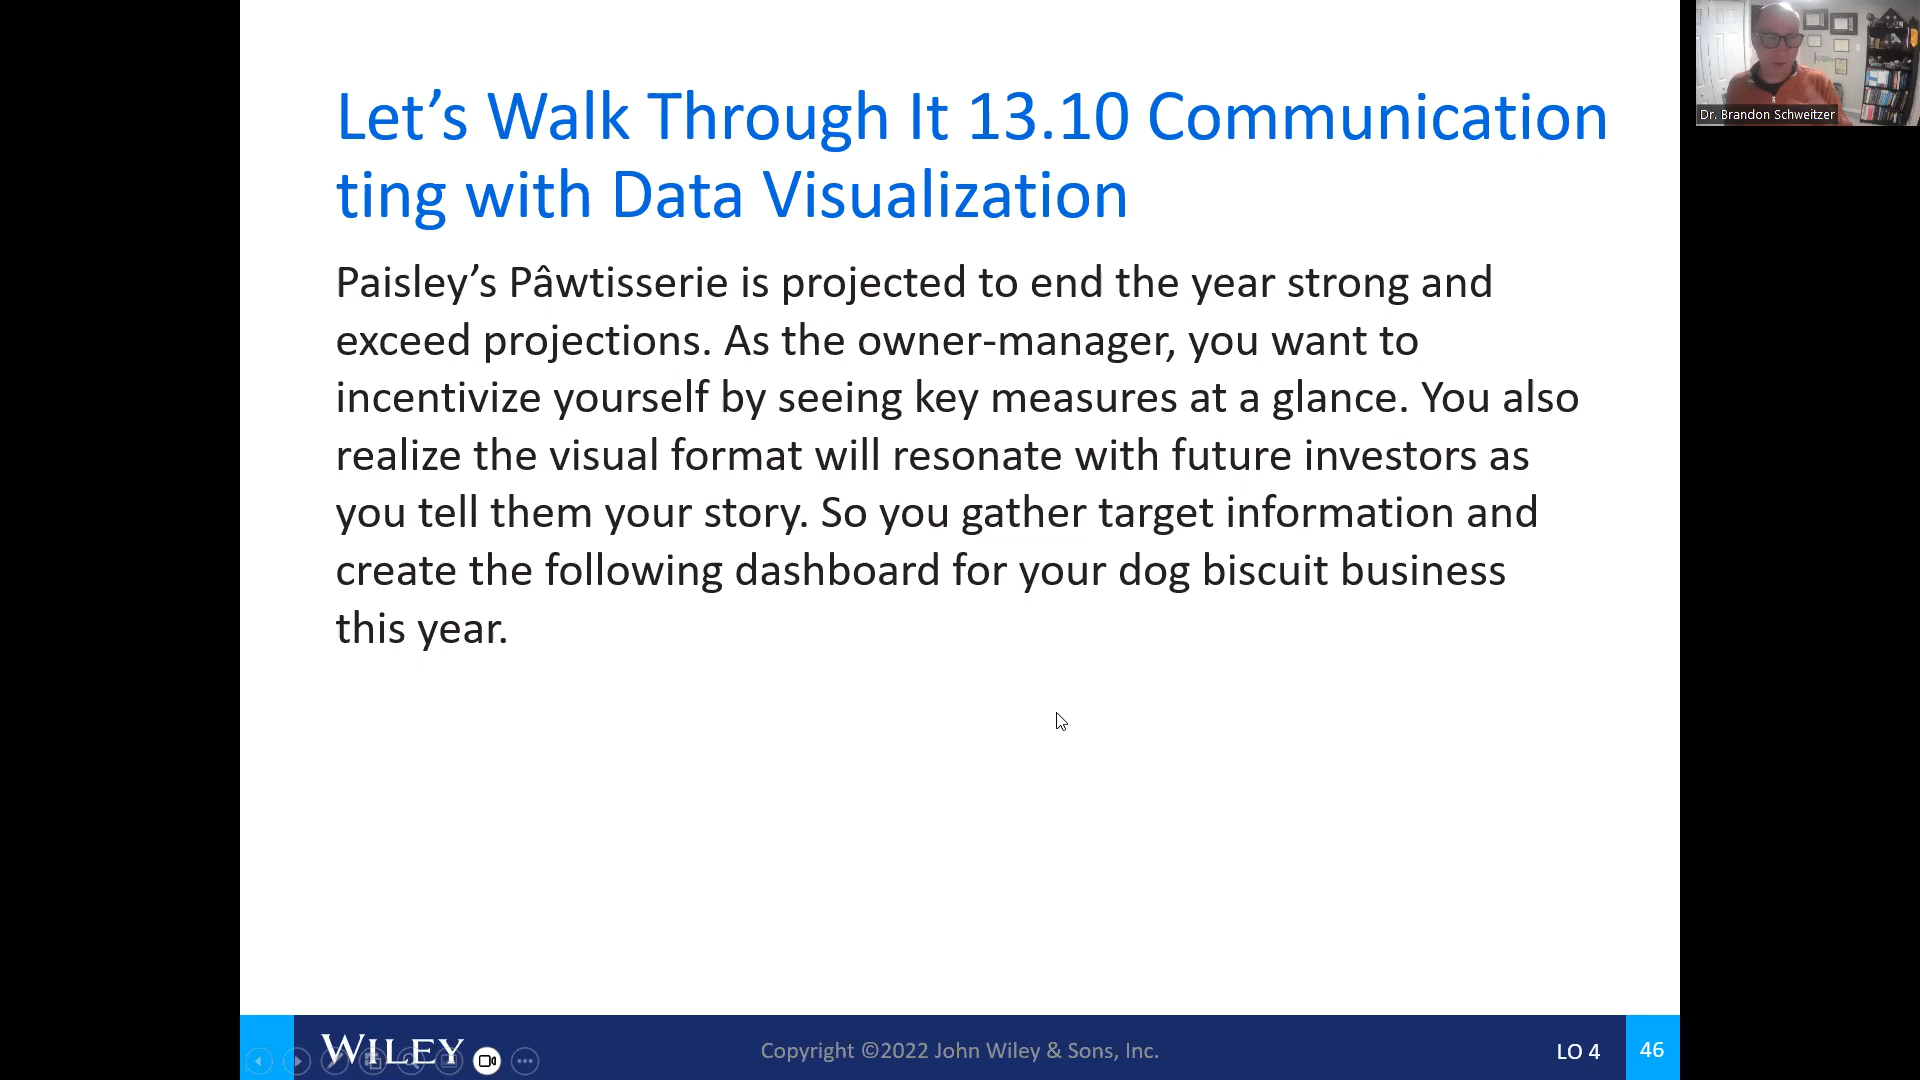 Let’s Walk Through It 13.10 Communication
ting with Data Visualization
Paisley’s Pâwtisserie is projected to end the year strong and
exceed projections. As the owner-manager, you want to
incentivize yourself by seeing key measures at a glance. You also
realize the visual format will resonate with future investors as
you tell them your story. So you gather target information and
create the following dashboard for your dog biscuit business
this year.
Dr. Brandon Schweitzer
WILEY
Copyright ©2022 John Wiley & Sons, Inc.
LO 4
46